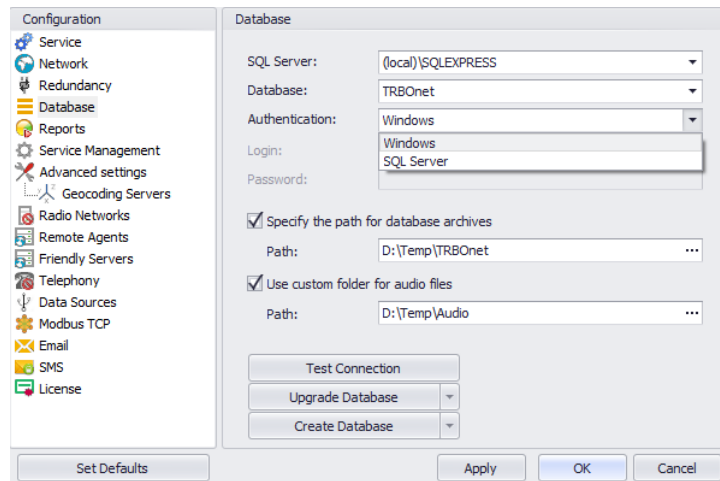 Configuration
Service
Network
Redundancy
Database
Reports
Service Management
Advanced settings
Geocoding Servers
Radio Networks
Remote Agents
Friendly Servers
Telephony
Data Sources
Modbus TCP
Email
SMS
License
Set Defaults
Database
SQL Server: (local)\SQLEXPRESS
Database: TRBOnet
Authentication: Windows
Windows
SQL Server
Login:
Password:
Specify the path for database archives
Path: D:\Temp\TRBOnet ...
Use custom folder for audio files
Path: D:\Temp\Audio ...
Test Connection
Upgrade Database
Create Database
Apply OK Cancel